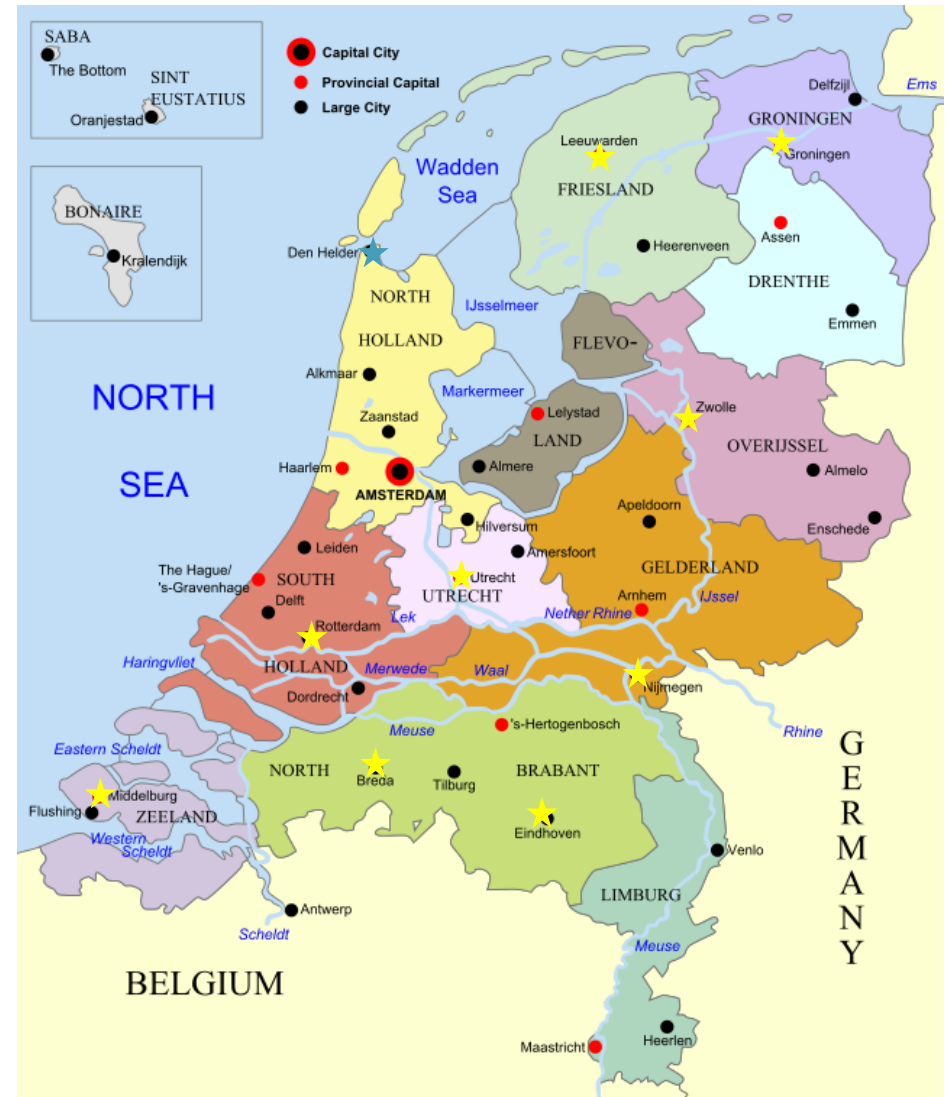 SABA
The Bottom
SINT
EUSTATIUS
Oranjestad
BONAIRE
Kralendijk
Capital City
Provincial Capital
Large City
Ems
Delfzijl
GRONINGEN
Groningen
Leeuwarden
FRIESLAND
Wadden
Sea
Assen
Heerenveen
DRENTHE
Emmen
Den Helder
NORTH
HOLLAND
IJsselmeer
FLEVO-
LAND
Alkmaar
Markermeer
Zaanstad
Lelystad
Zwolle
OVERIJSSEL
NORTH
SEA
Haarlem
AMSTERDAM
Almere
Almelo
Hilversum
Apeldoorn
Enschede
Leiden
Amersfoort
The Hague/
's-Gravenhage
SOUTH
HOLLAND
Utrecht
UTRECHT
GELDERLAND
Delft
Arnhem
IJssel
Lek
Nether Rhine
Rotterdam
Haringvliet
Merwede
Waal
Dordrecht
Nijmegen
Meuse
's-Hertogenbosch
Rhine
Eastern Scheldt
NORTH
BRABANT
Breda
Tilburg
Middelburg
Flushing
ZEELAND
Eindhoven
Western
Scheldt
Venlo
GERMANY
LIMBURG
Antwerp
Scheldt
Meuse
BELGIUM
Heerlen
Maastricht